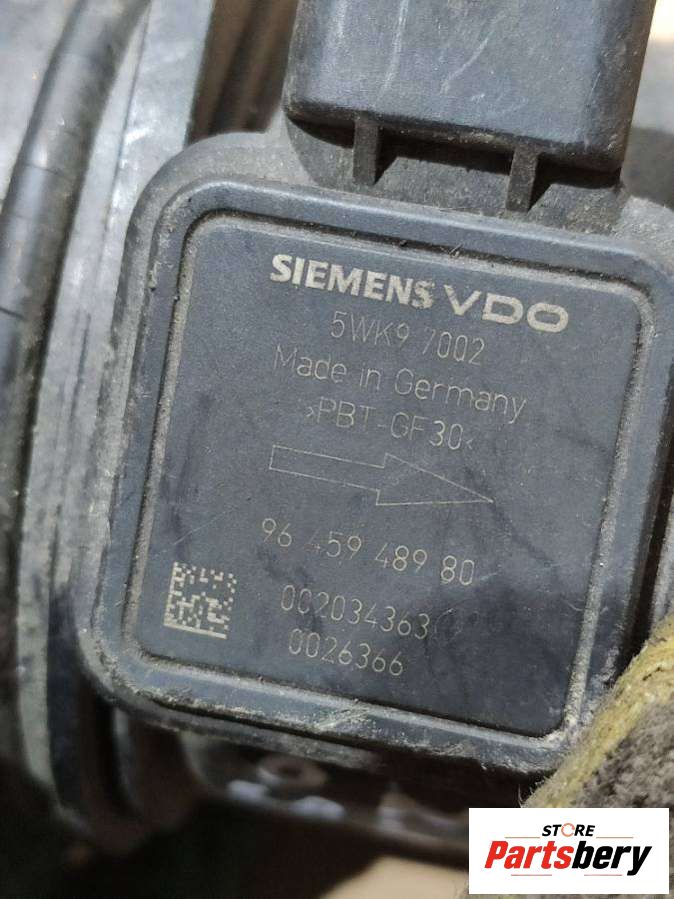 SIEMENS VDO
5WK9 7002
Made in Germany
>PBT-GF30<
96 459 489 80
002034363
0026366
STORE
Partsbery